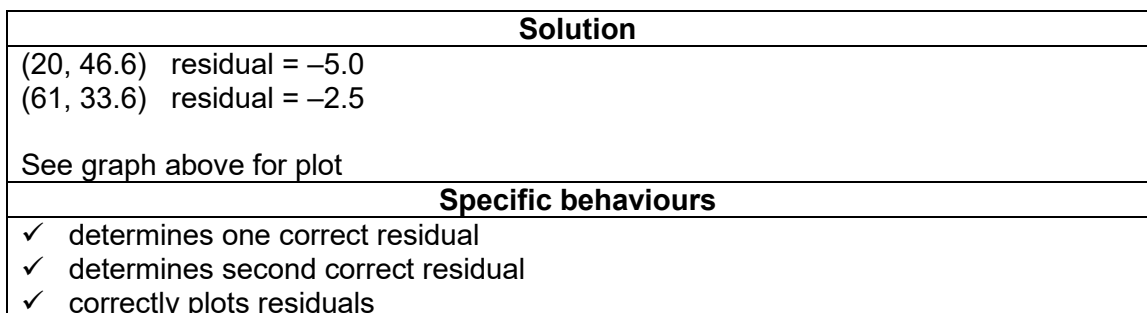 Solution
(20, 46.6) residual = –5.0
(61, 33.6) residual = –2.5
See graph above for plot
Specific behaviours
✓ determines one correct residual
✓ determines second correct residual
✓ correctly plots residuals